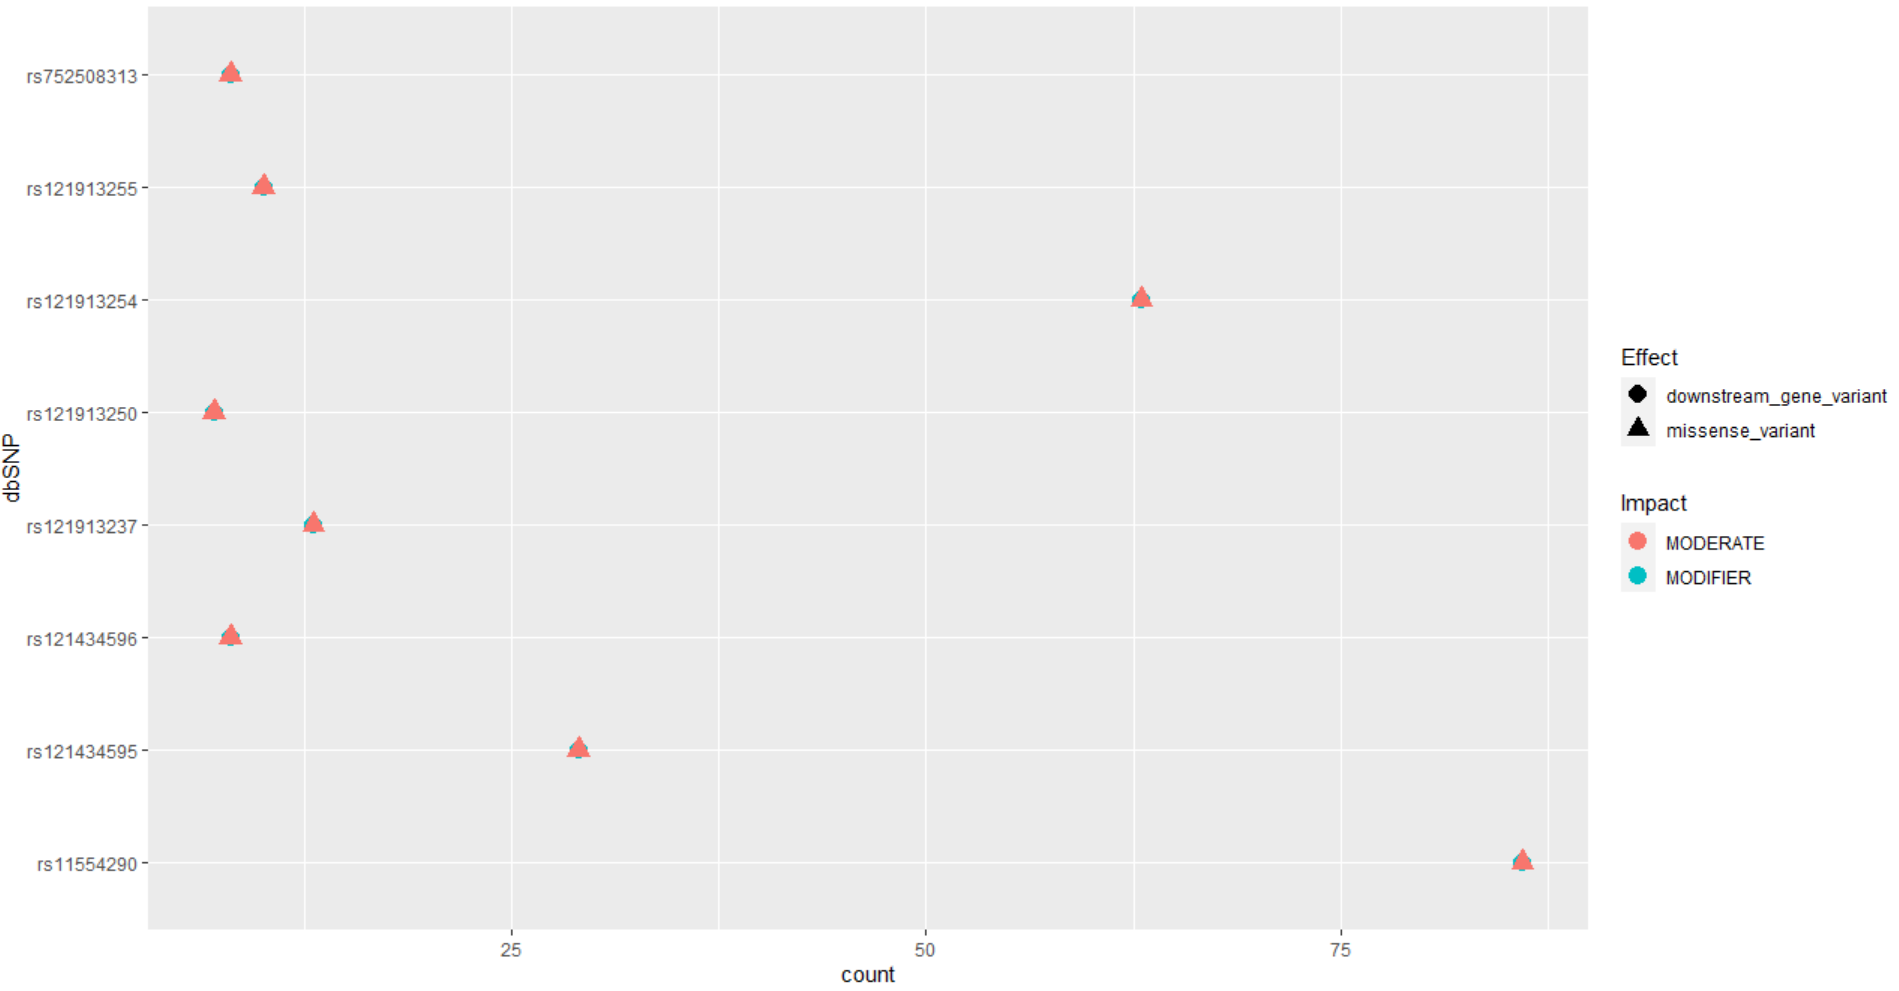 rs752508313
rs121913255
rs121913254
rs121913250
rs121913237
rs121434596
rs121434595
rs11554290
dbSNP
25
50
75
count
Effect
downstream_gene_variant
missense_variant
Impact
MODERATE
MODIFIER